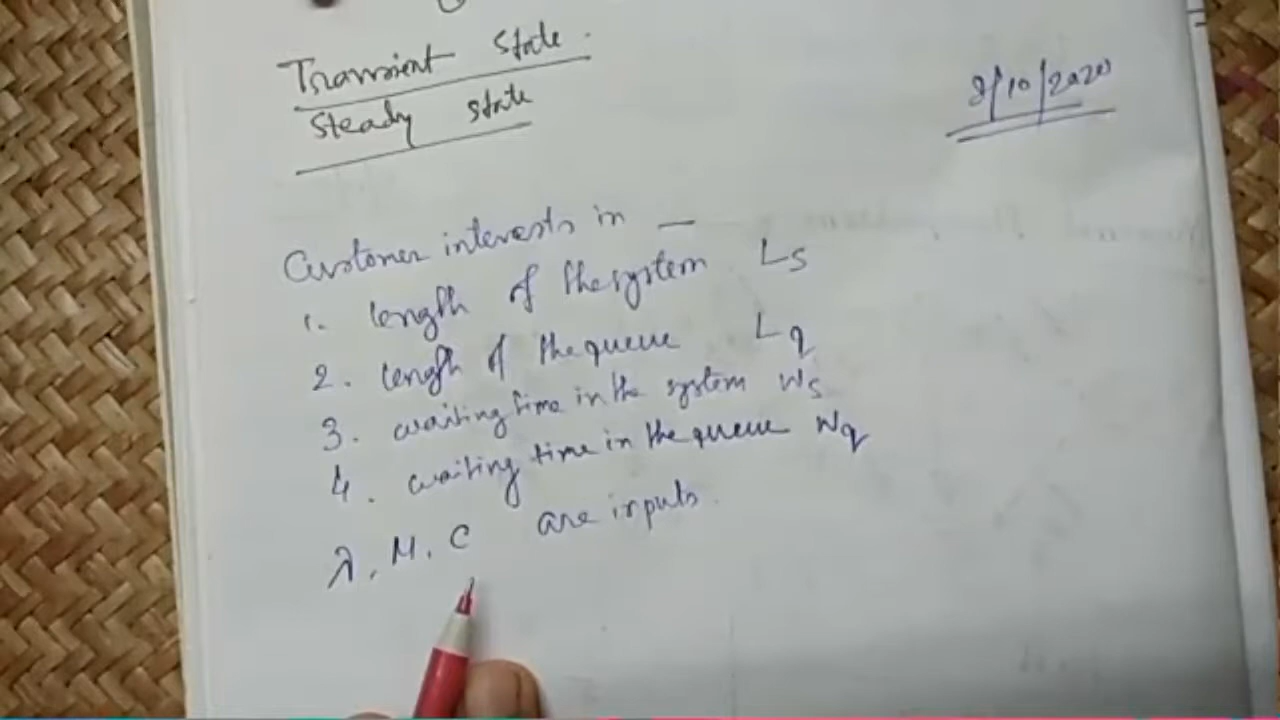 Transient state.
Steady state
8/10/2020
Customer interests in —
1. length of the system Ls
2. length of the queue Lq
3. waiting time in the system Ws
4. waiting time in the queue Wq
λ, M, C are inputs.